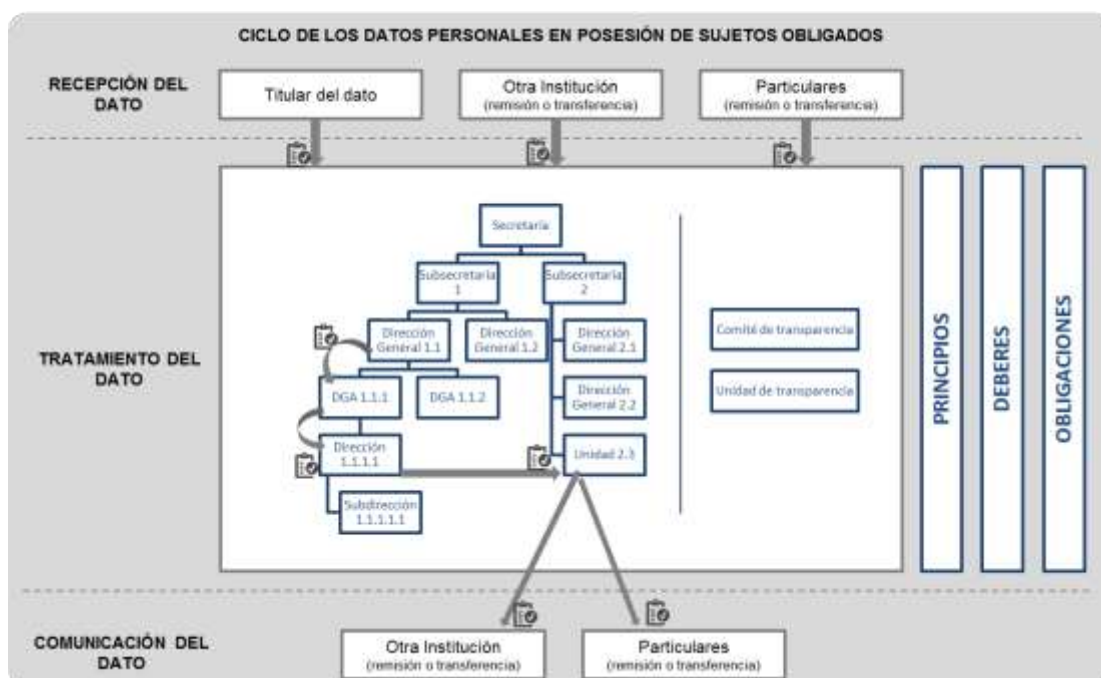 CICLO DE LOS DATOS PERSONALES EN POSESIÓN DE SUJETOS OBLIGADOS
RECEPCIÓN DEL
DATO
Titular del dato
Otra Institución
(remisión o transferencia)
Particulares
(remisión o transferencia)
TRATAMIENTO DEL
DATO
Secretaría
Subsecretaria
1
Subsecretaria
2
Dirección
General 1.1
Dirección
General 1.2
Dirección
General 2.1
DGA 1.1.1
DGA 1.1.2
Dirección
General 2.2
Dirección
1.1.1.1
Unidad 2.3
Subdirección
1.1.1.1.1
Comité de transparencia
Unidad de transparencia
PRINCIPIOS
DEBERES
OBLIGACIONES
COMUNICACIÓN DEL
DATO
Otra Institución
(remisión o transferencia)
Particulares
(remisión o transferencia)